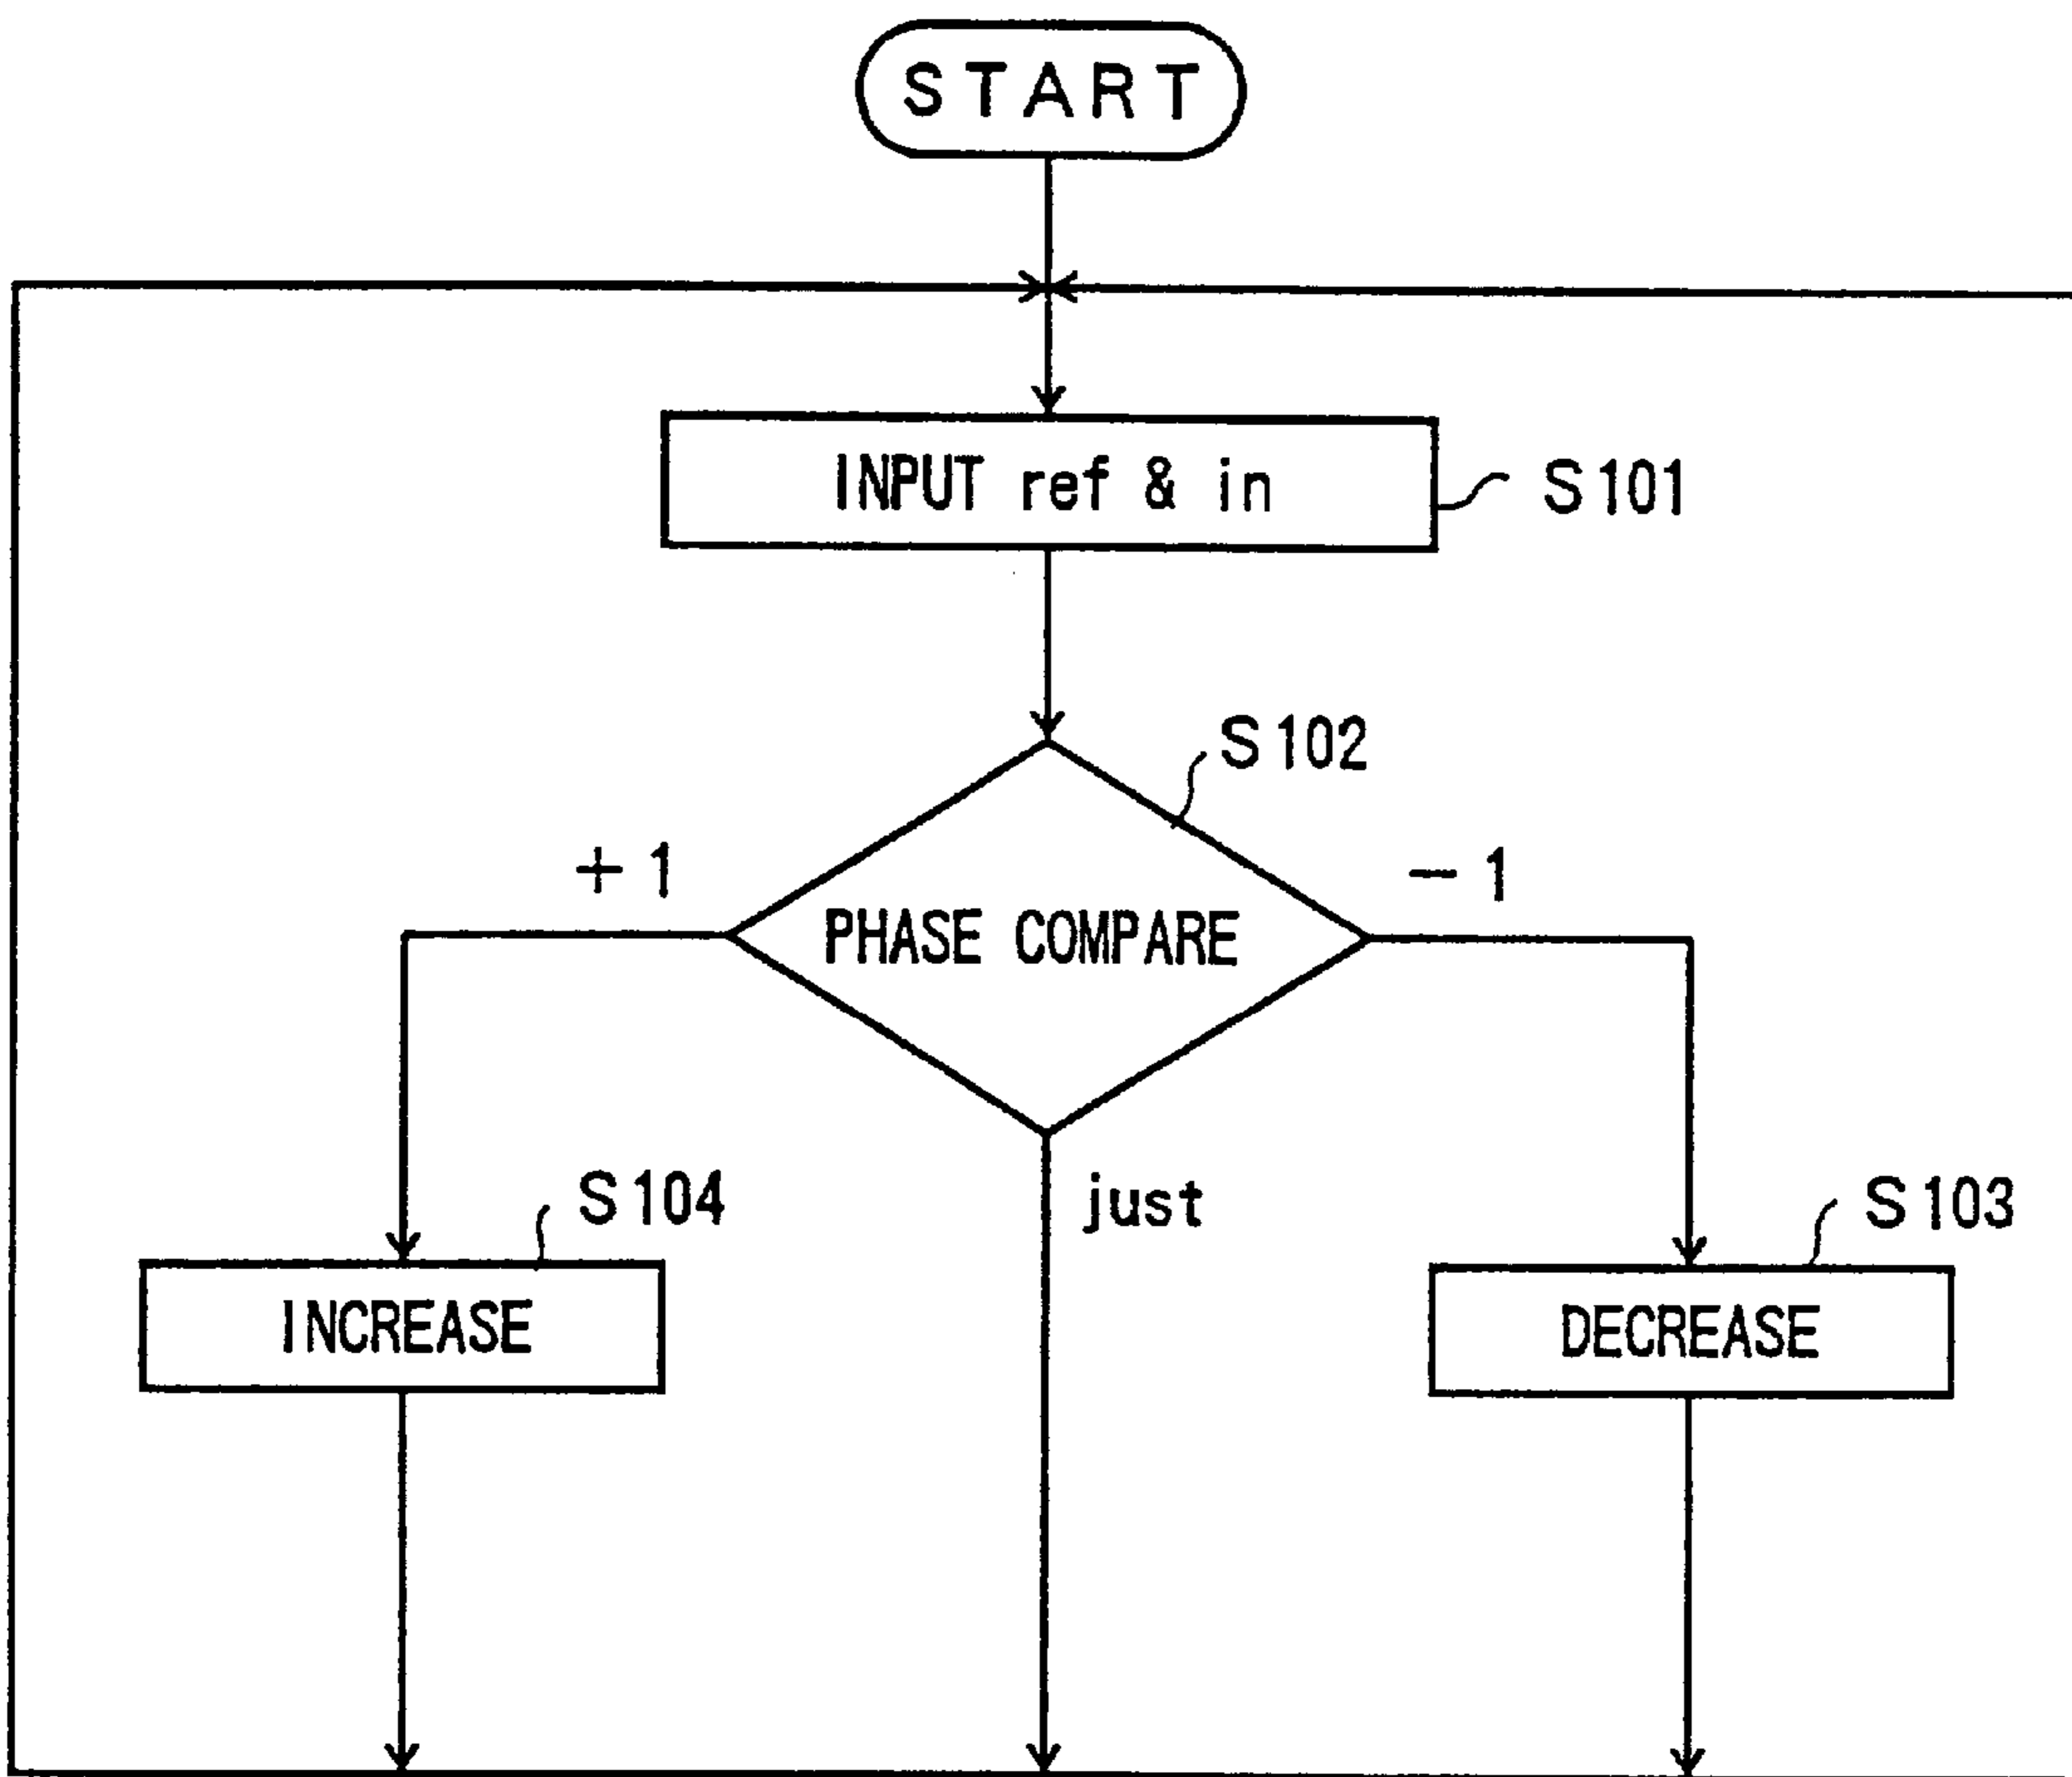 START
INPUT ref & in
S101
S102
+1
-1
PHASE COMPARE
just
S104
S103
INCREASE
DECREASE